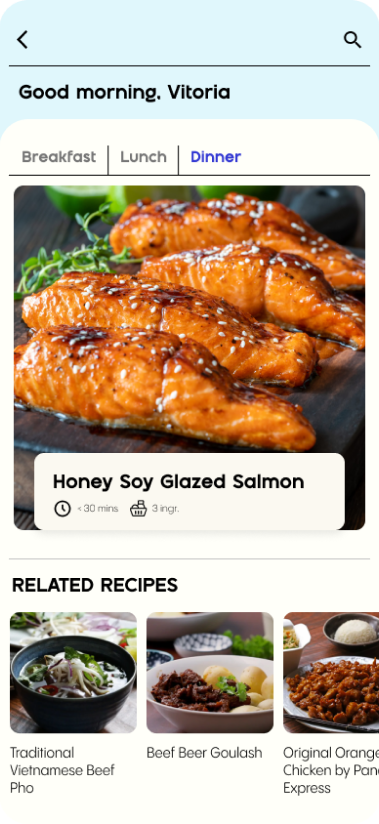 Good morning, Vitoria
Breakfast
Lunch
Dinner
Honey Soy Glazed Salmon
< 30 mins
3 ingr.
RELATED RECIPES
Traditional
Vietnamese Beef
Pho
Beef Beer Goulash
Original Orange
Chicken by Pan
Express